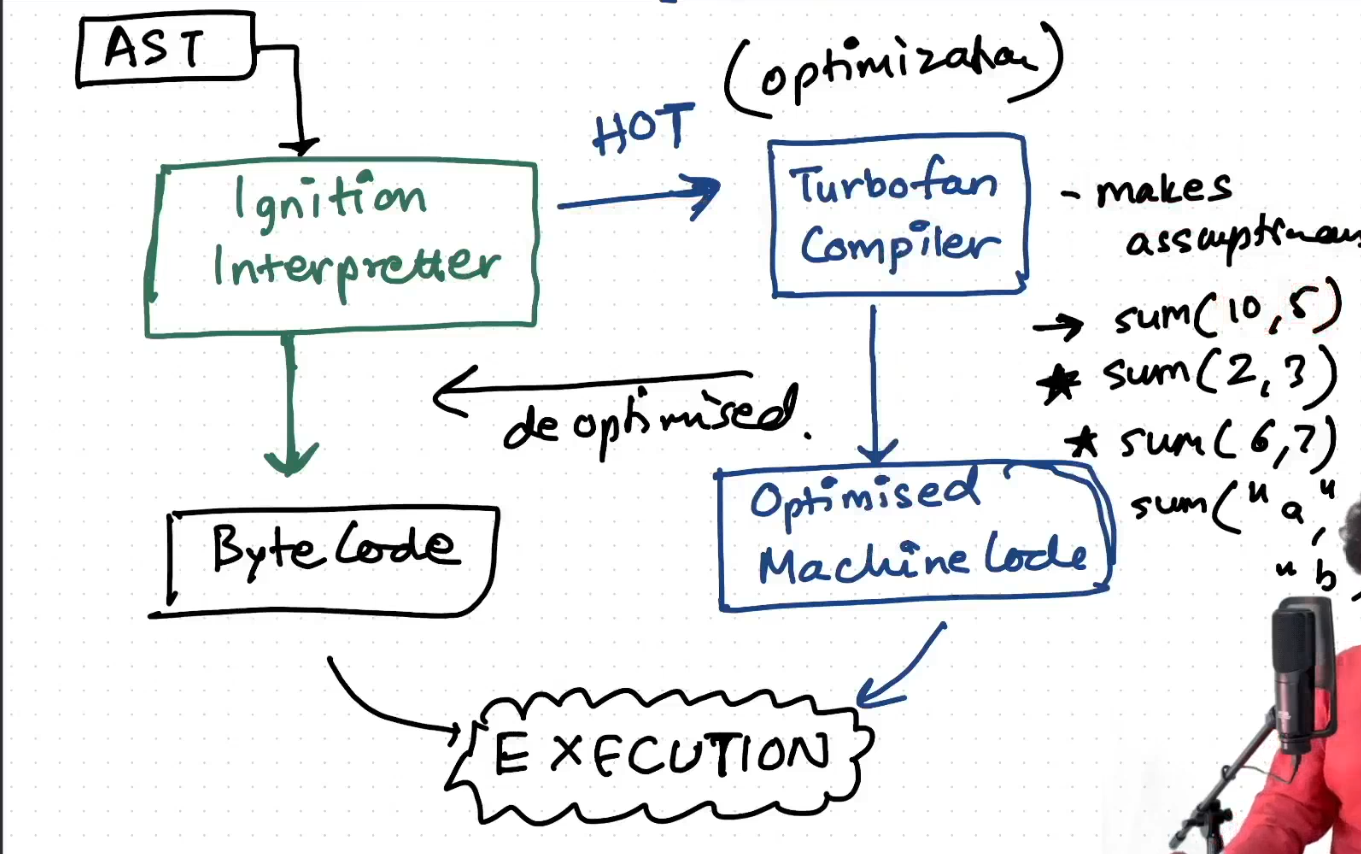 AST
(optimization)
HOT
Ignition
Interpretter
Turbofan
Compiler
- makes
assumptions
→ sum(10,5)
★ sum(2,3)
★ sum(6,7)
sum("a",
"b
deoptimised.
Byte Code
Optimised
Machine Code
EXECUTION